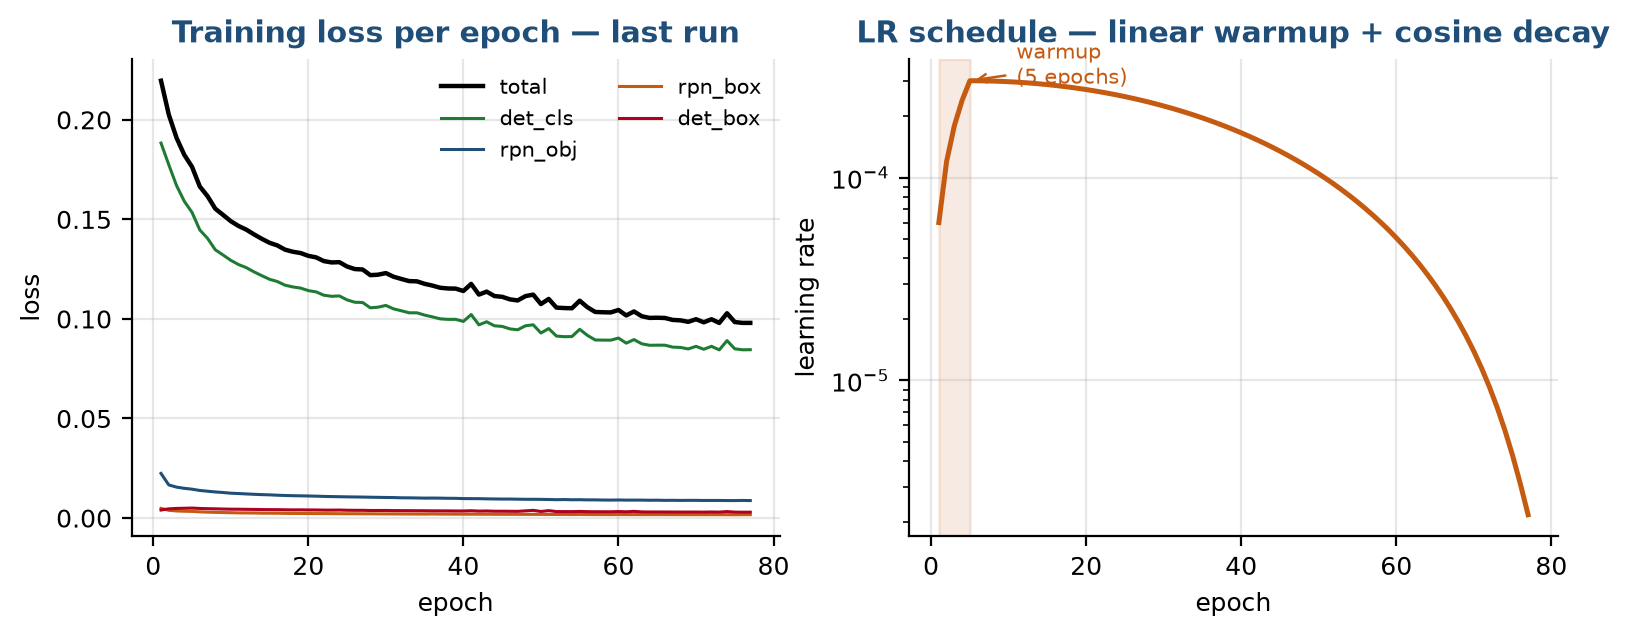 Training loss per epoch — last run
total
det_cls
rpn_obj
rpn_box
det_box
0.20
0.15
0.10
0.05
0.00
loss
0 20 40 60 80
epoch
LR schedule — linear warmup + cosine decay
warmup
(5 epochs)
10⁻⁴
10⁻⁵
learning rate
0 20 40 60 80
epoch